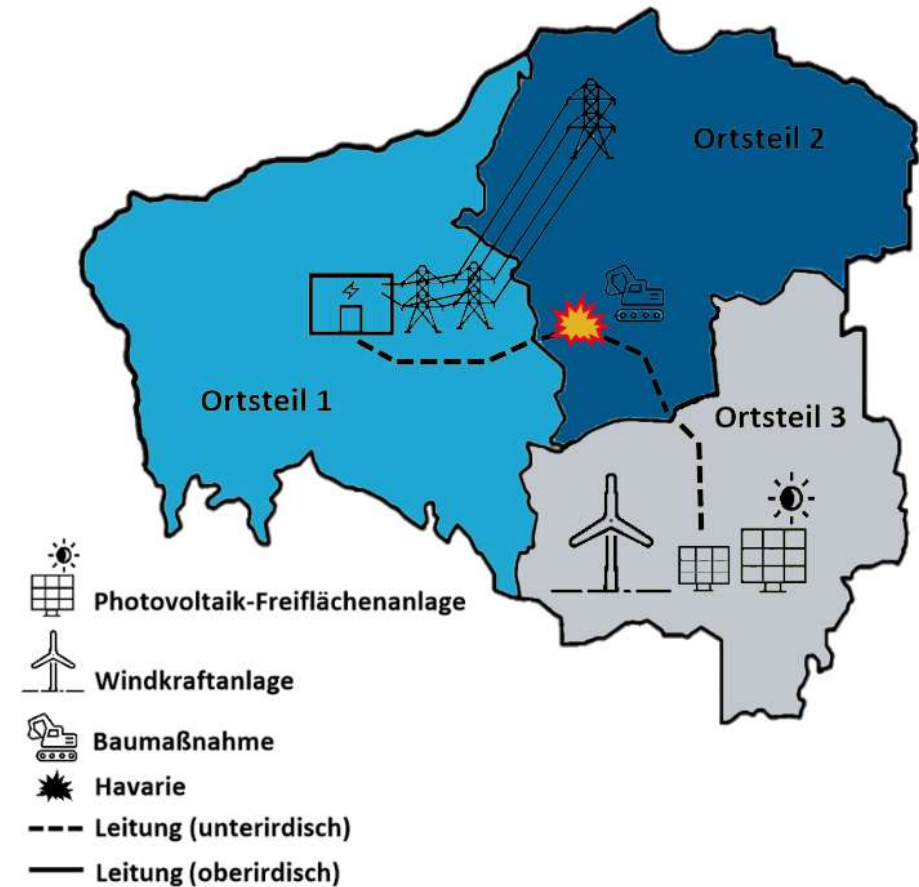 Ortsteil 2
Ortsteil 1
Ortsteil 3
Photovoltaik-Freiflächenanlage
Windkraftanlage
Baumaßnahme
Havarie
Leitung (unterirdisch)
Leitung (oberirdisch)